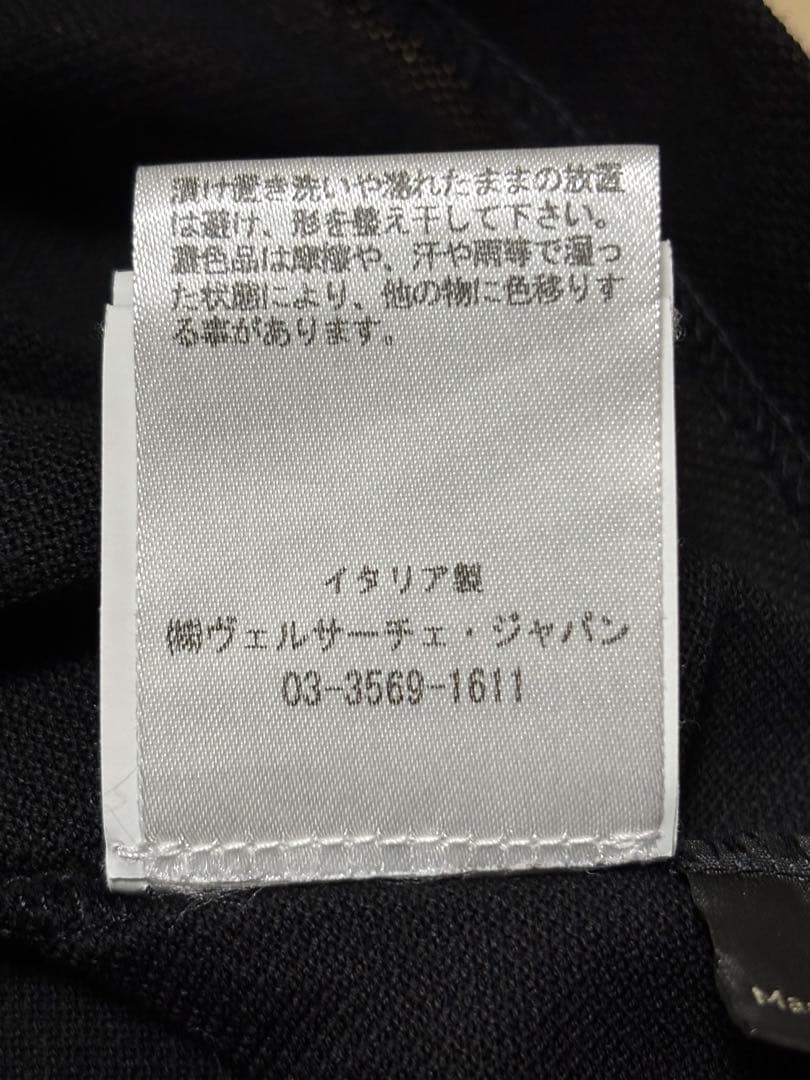 漬け置き洗いや濡れたままの放置
は避け、形を整え干して下さい。
濃色品は摩擦や、汗や雨等で湿っ
た状態により、他の物に色移りす
る事があります。
イタリア製
㈱ヴェルサーチェ・ジャパン
03-3569-1611
Ma